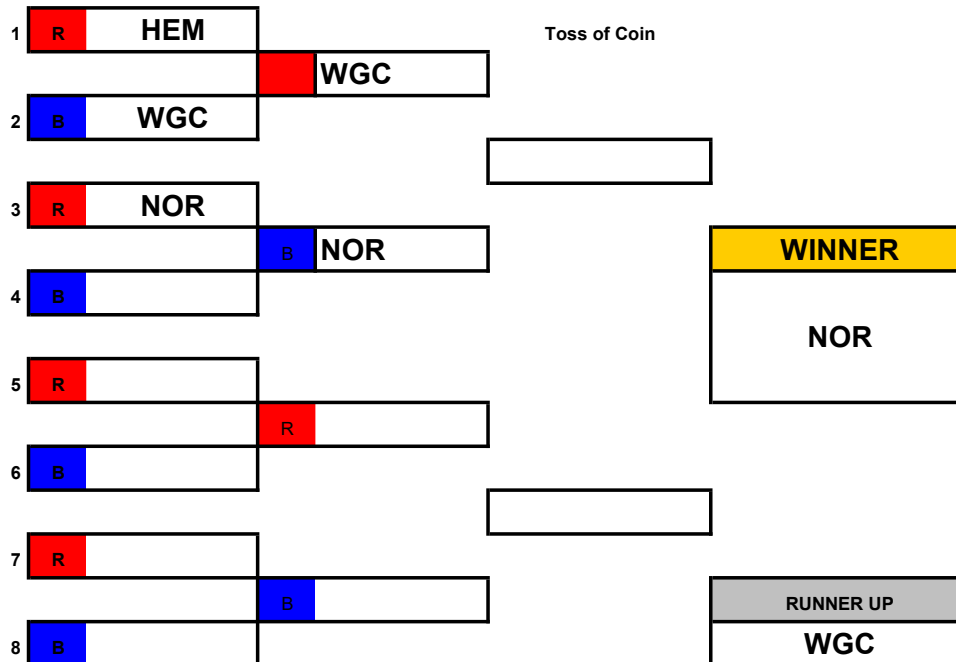 1 R HEM Toss of Coin
WGC
2 B WGC
3 R NOR
B NOR WINNER
4 B
NOR
5 R
R
6 B
7 R
B RUNNER UP
8 B WGC